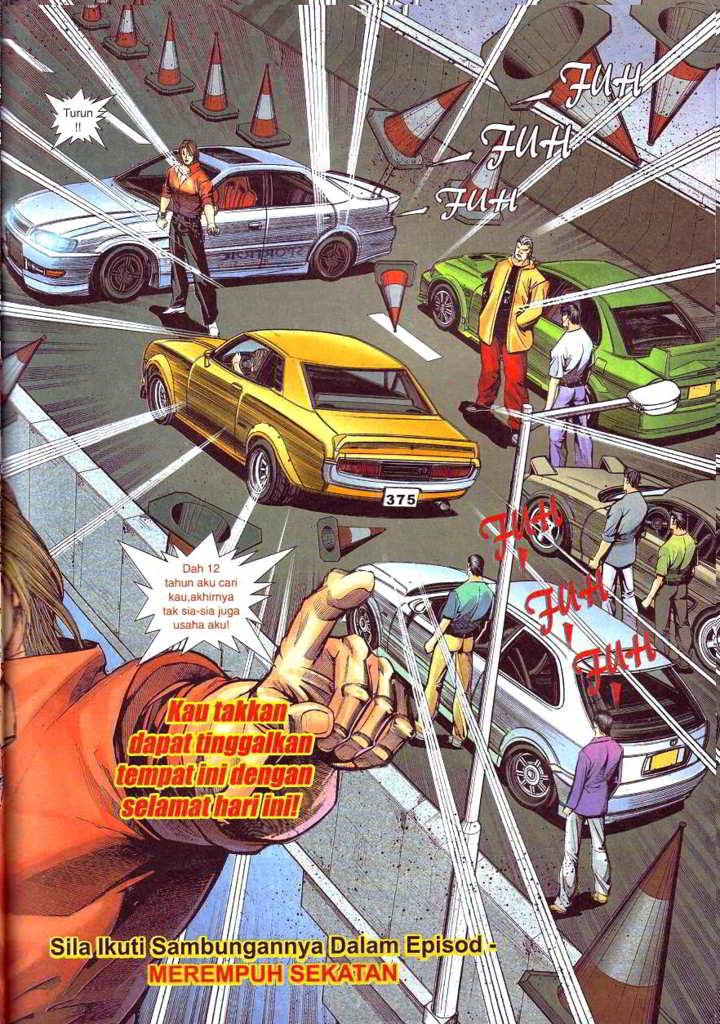 Turun
!!
FUH
FUH
FUH
375
FUH
FUH
FUH
Dah 12
tahun aku cari
kau,akhirnya
tak sia-sia juga
usaha aku!
Kau takkan
dapat tinggalkan
tempat ini dengan
selamat hari ini!
Sila Ikuti Sambungannya Dalam Episod -
MEREMPUH SEKATAN